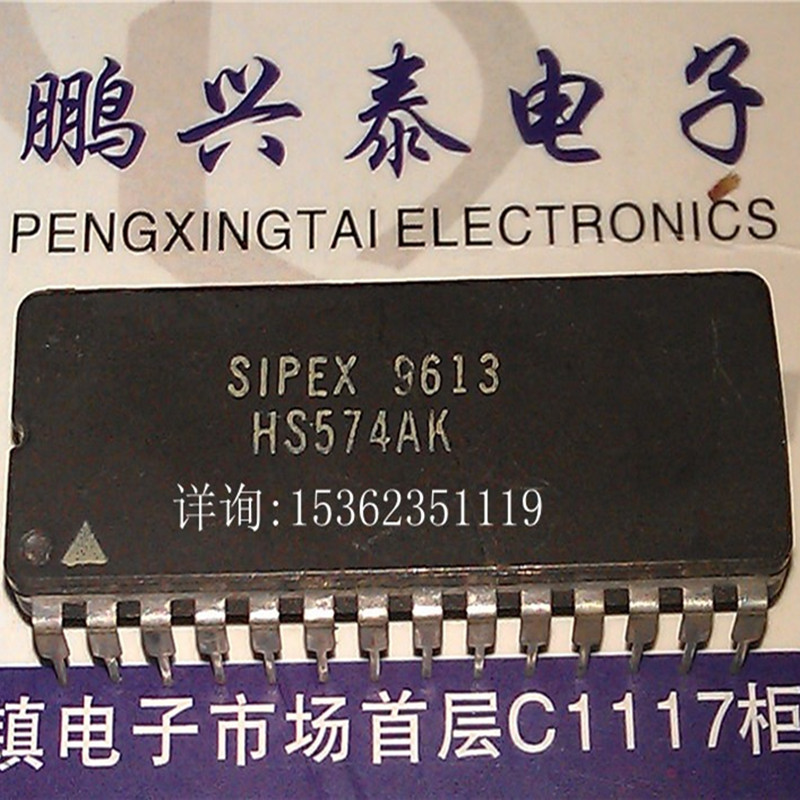 鹏兴泰电子
PENGXINGTAI ELECTRONICS
SIPEX 9613
HS574AK
详询:15362351119
镇电子市场首层C1117柜